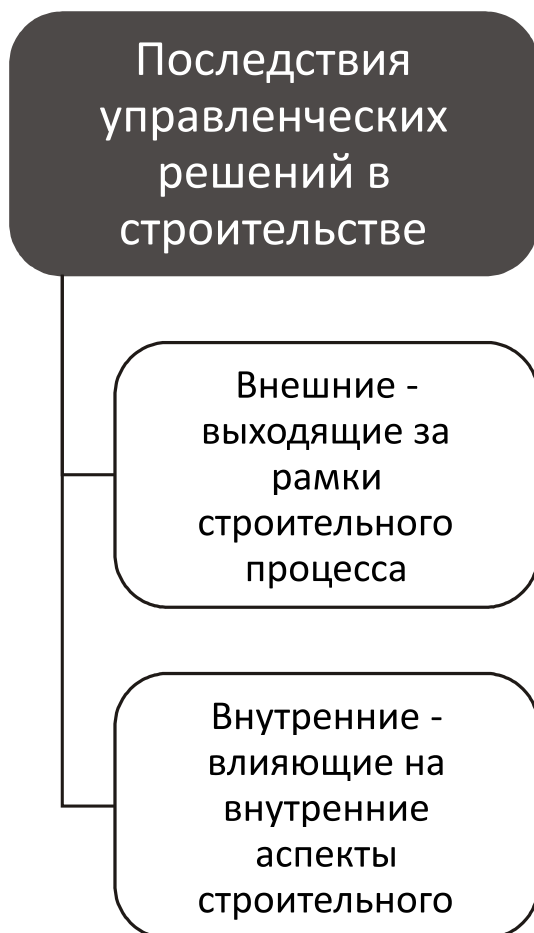 Последствия
управленческих
решений в
строительстве
Внешние -
выходящие за
рамки
строительного
процесса
Внутренние -
влияющие на
внутренние
аспекты
строительного